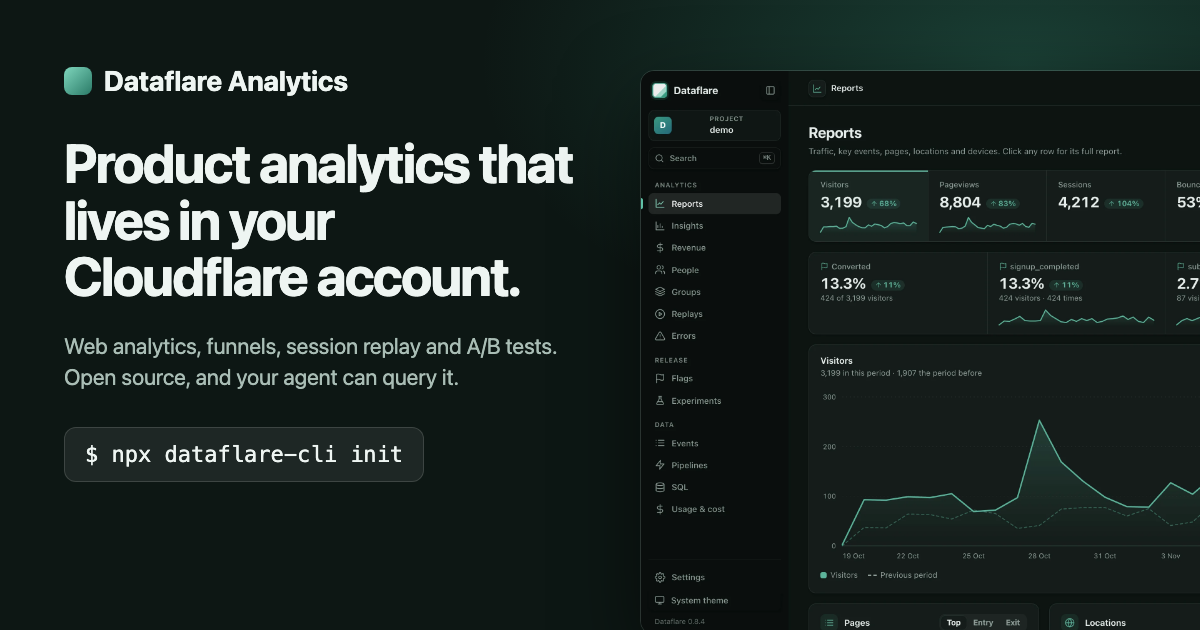 Dataflare Analytics
Product analytics that
lives in your
Cloudflare account.
Web analytics, funnels, session replay and A/B tests.
Open source, and your agent can query it.
$ npx dataflare-cli init
Dataflare
D
PROJECT
demo
Search
⌘K
ANALYTICS
Reports
Insights
Revenue
People
Groups
Replays
Errors
RELEASE
Flags
Experiments
DATA
Events
Pipelines
SQL
Usage & cost
Settings
System theme
Dataflare 0.8.4
Reports
Reports
Traffic, key events, pages, locations and devices. Click any row for its full report.
Visitors
3,199 ↑ 68%
Pageviews
8,804 ↑ 83%
Sessions
4,212 ↑ 104%
Bounc
53%
Converted
13.3% ↑ 11%
424 of 3,199 visitors
signup_completed
13.3% ↑ 11%
424 visitors · 424 times
sub
2.7
87 visi
Visitors
3,199 in this period · 1,907 the period before
300
200
100
0
19 Oct 22 Oct 25 Oct 28 Oct 31 Oct 3 Nov
Visitors Previous period
Pages
Top Entry Exit
Locations